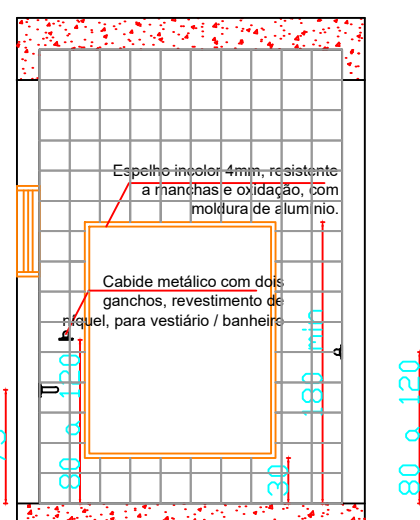 Espelho incolor 4mm, resistente
a manchas e oxidação, com
moldura de alumínio.
Cabide metálico com dois
ganchos, revestimento de
níquel, para vestiário / banheiro
180 min
80 a 120
30
80 a 120